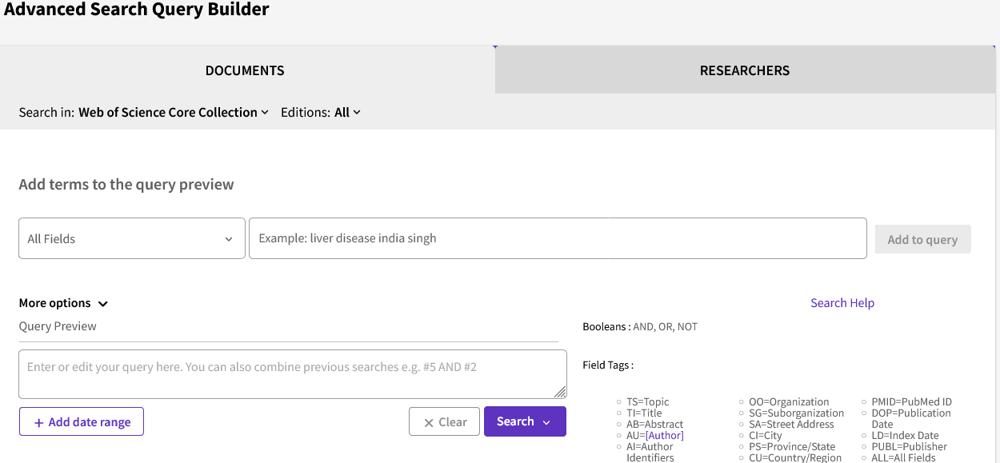 Advanced Search Query Builder
DOCUMENTS
RESEARCHERS
Search in: Web of Science Core Collection Editions: All
Add terms to the query preview
All Fields
Example: liver disease india singh
Add to query
More options
Search Help
Query Preview
Booleans : AND, OR, NOT
Enter or edit your query here. You can also combine previous searches e.g. #5 AND #2
+ Add date range
× Clear
Search
Field Tags :
TS=Topic
TI=Title
AB=Abstract
AU=[Author]
AI=Author
Identifiers
OO=Organization
SG=Suborganization
SA=Street Address
CI=City
PS=Province/State
CU=Country/Region
PMID=PubMed ID
DOP=Publication
Date
LD=Index Date
PUBL=Publisher
ALL=All Fields